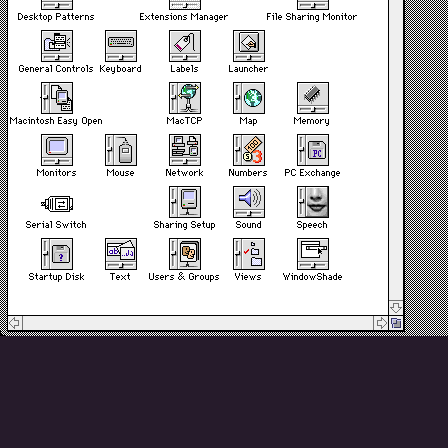 Desktop Patterns Extensions Manager File Sharing Monitor
General Controls Keyboard Labels Launcher
Macintosh Easy Open MacTCP Map Memory
Monitors Mouse Network Numbers PC Exchange
Serial Switch Sharing Setup Sound Speech
Startup Disk Text Users & Groups Views WindowShade